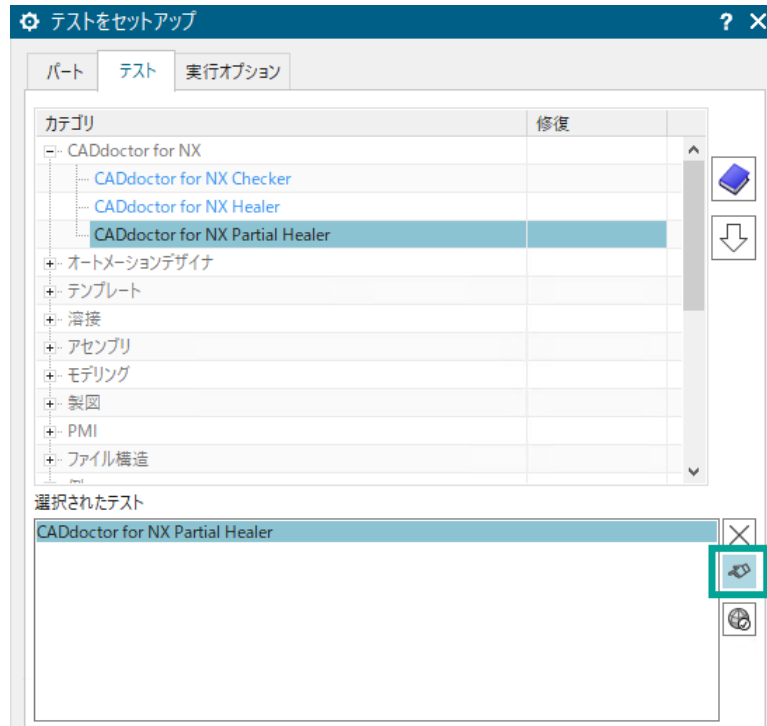 テストをセットアップ
パート テスト 実行オプション
カテゴリ 修復
CADdoctor for NX
CADdoctor for NX Checker
CADdoctor for NX Healer
CADdoctor for NX Partial Healer
オートメーションデザイナ
テンプレート
溶接
アセンブリ
モデリング
製図
PMI
ファイル構造
選択されたテスト
CADdoctor for NX Partial Healer